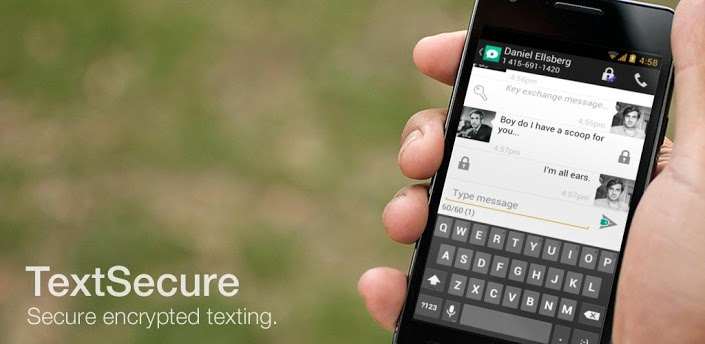 4:58
Daniel Ellsberg
1 415-691-1420
4:56pm
Key exchange message...
4:56pm
Boy do I have a scoop for
you...
4:57pm
I'm all ears.
4:57pm
Type message
60/60 (1)
Q W E R T Y U I O P
A S D F G H J K L
Z X C V B N M
?123
. :-)
TextSecure
Secure encrypted texting.